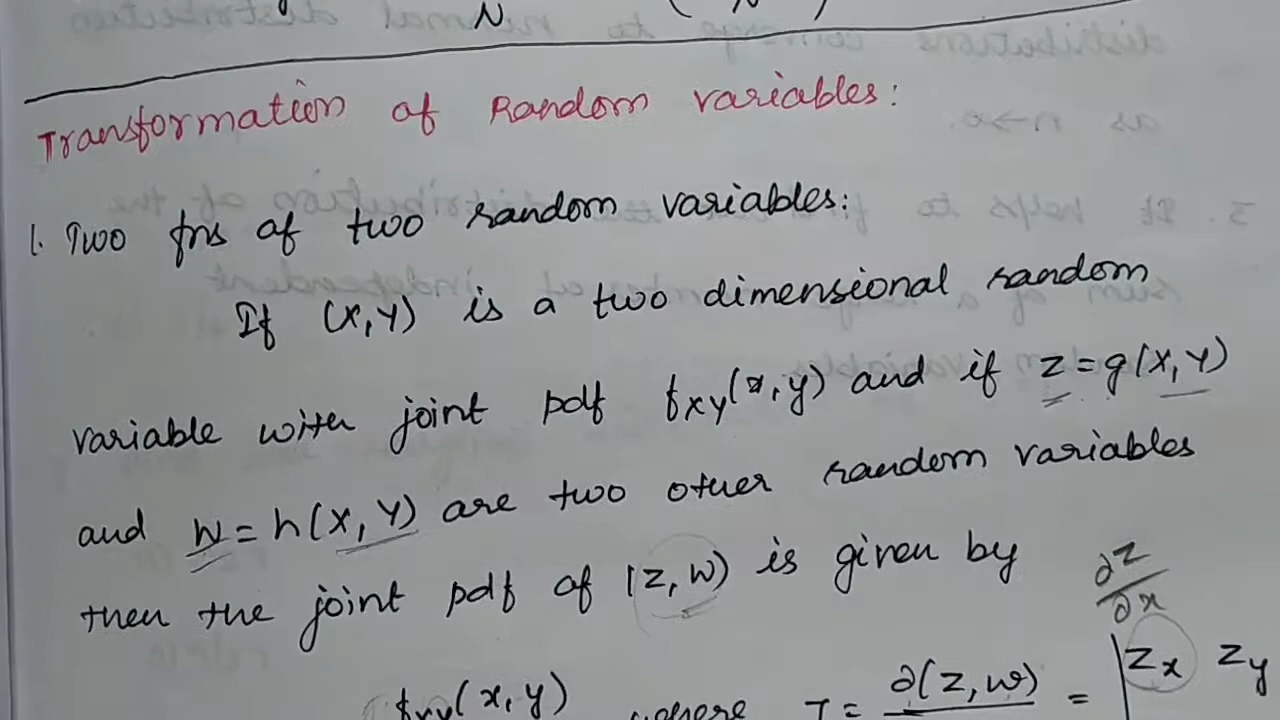 N ( N )
Transformation of Random variables:
1. Two fns of two random variables:
If (X,Y) is a two dimensional random
variable with joint pdf fxy(x,y) and if z=g(X,Y)
and W=h(X,Y) are two other random variables
then the joint pdf of (Z,W) is given by ∂z/∂x
fxy(x,y) where J = ∂(z,w) = | zx zy